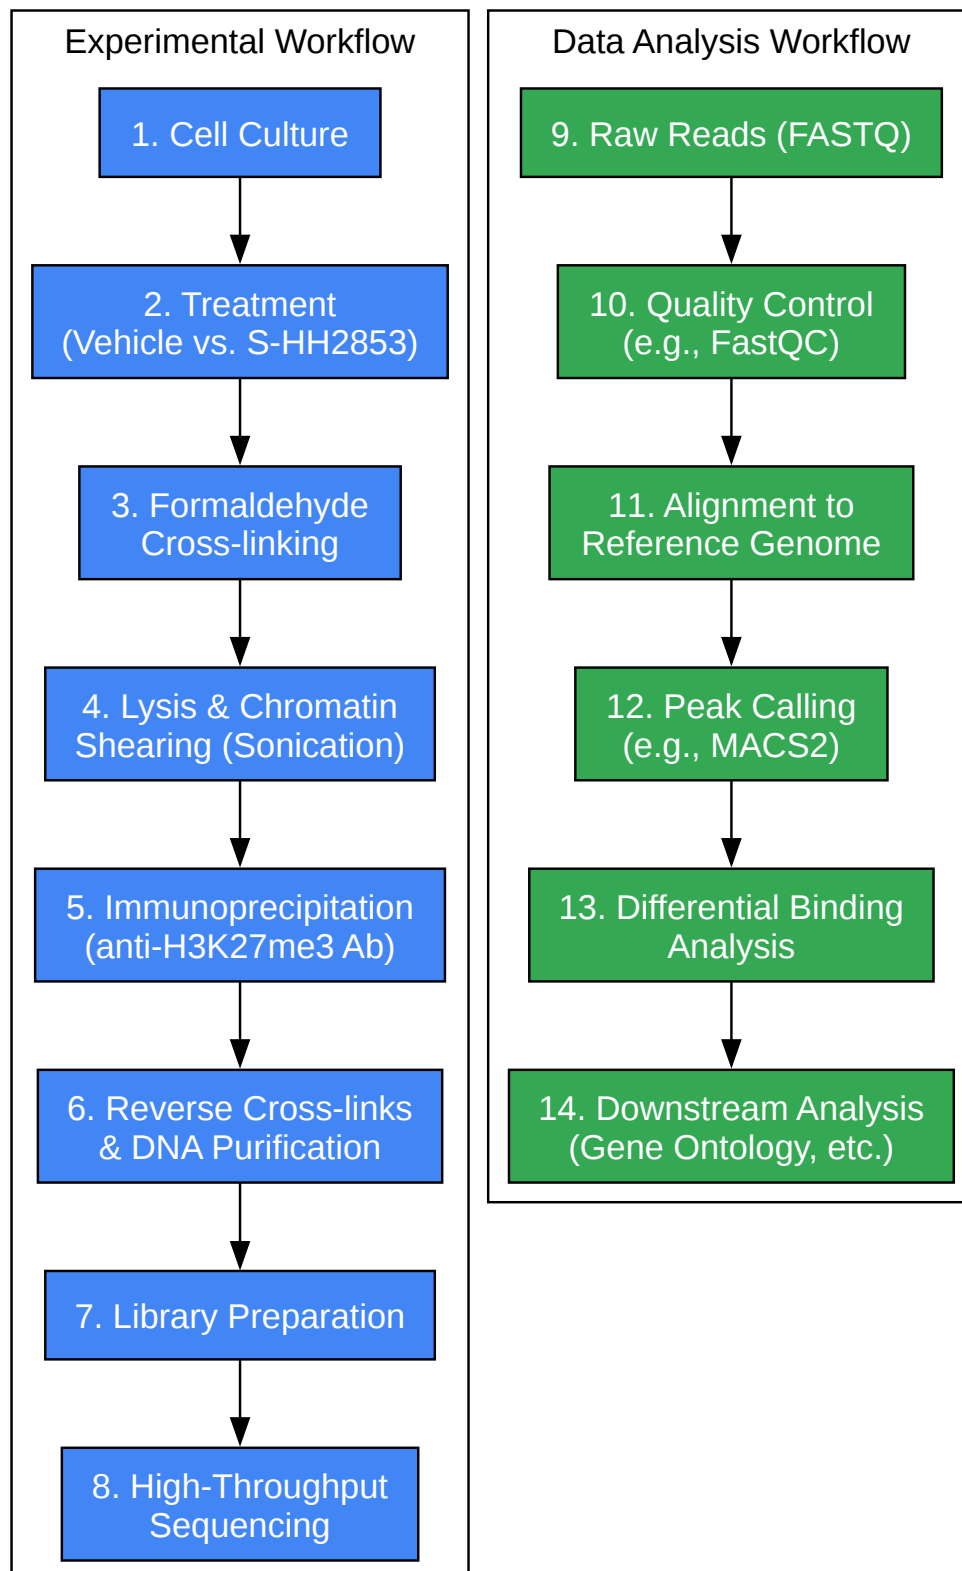 Experimental Workflow
1. Cell Culture
2. Treatment
(Vehicle vs. S-HH2853)
3. Formaldehyde
Cross-linking
4. Lysis & Chromatin
Shearing (Sonication)
5. Immunoprecipitation
(anti-H3K27me3 Ab)
6. Reverse Cross-links
& DNA Purification
7. Library Preparation
8. High-Throughput
Sequencing
Data Analysis Workflow
9. Raw Reads (FASTQ)
10. Quality Control
(e.g., FastQC)
11. Alignment to
Reference Genome
12. Peak Calling
(e.g., MACS2)
13. Differential Binding
Analysis
14. Downstream Analysis
(Gene Ontology, etc.)